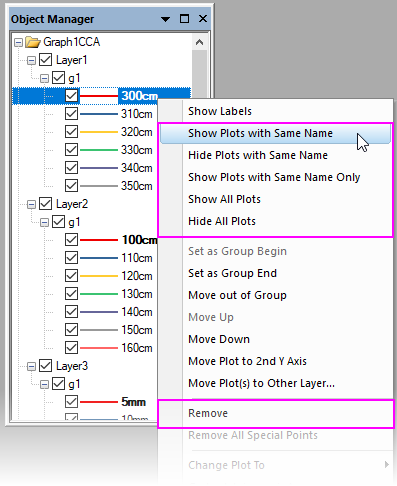 Object Manager
Graph1CCA
Layer1
g1
300cm
310cm
320cm
330cm
340cm
350cm
Layer2
g1
100cm
110cm
120cm
130cm
140cm
150cm
160cm
Layer3
g1
5mm
10mm
Show Labels
Show Plots with Same Name
Hide Plots with Same Name
Show Plots with Same Name Only
Show All Plots
Hide All Plots
Set as Group Begin
Set as Group End
Move out of Group
Move Up
Move Down
Move Plot to 2nd Y Axis
Move Plot(s) to Other Layer...
Remove
Remove All Special Points
Change Plot To